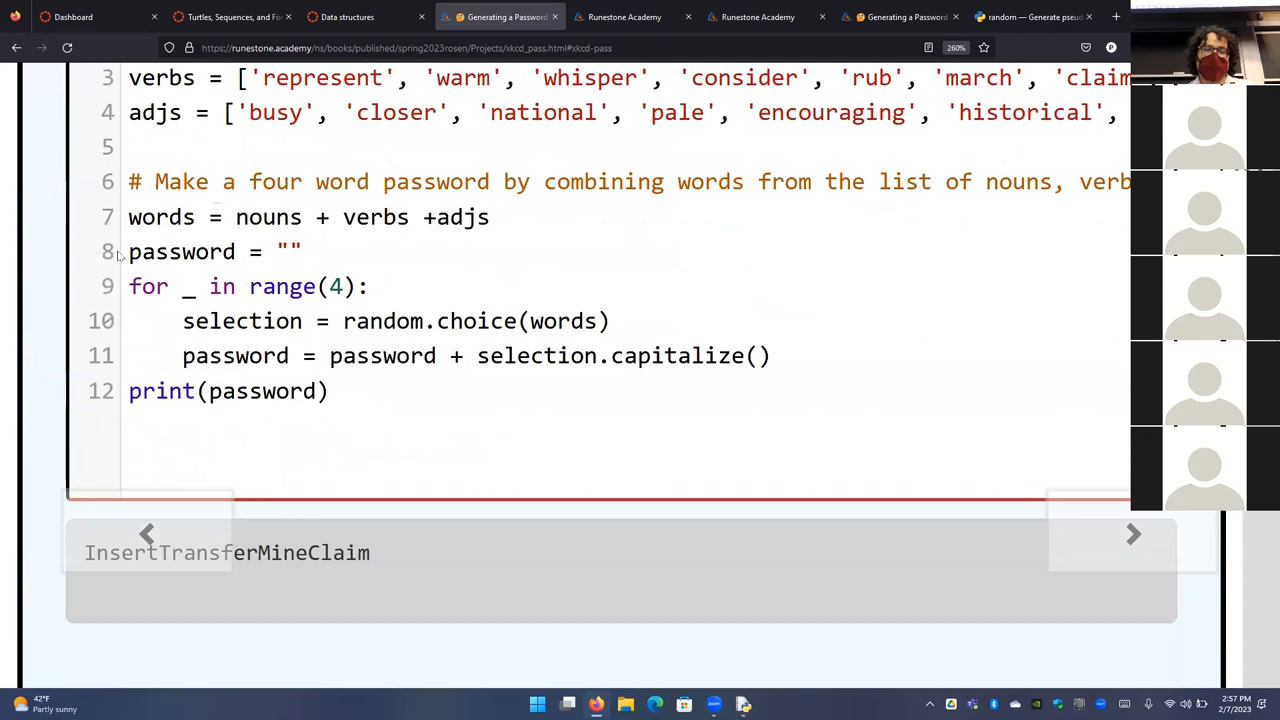 Dashboard
Turtles, Sequences, and For
Data structures
Generating a Password
Runestone Academy
Runestone Academy
Generating a Password
random — Generate pseud
https://runestone.academy/ns/books/published/spring2023rosen/Projects/xkcd_pass.html#xkcd-pass
260%
3 verbs = ['represent', 'warm', 'whisper', 'consider', 'rub', 'march', 'claim
4 adjs = ['busy', 'closer', 'national', 'pale', 'encouraging', 'historical',
5
6 # Make a four word password by combining words from the list of nouns, verb
7 words = nouns + verbs +adjs
8 password = ""
9 for _ in range(4):
10 selection = random.choice(words)
11 password = password + selection.capitalize()
12 print(password)
InsertTransferMineClaim
42°F
Partly sunny
2:57 PM
2/7/2023